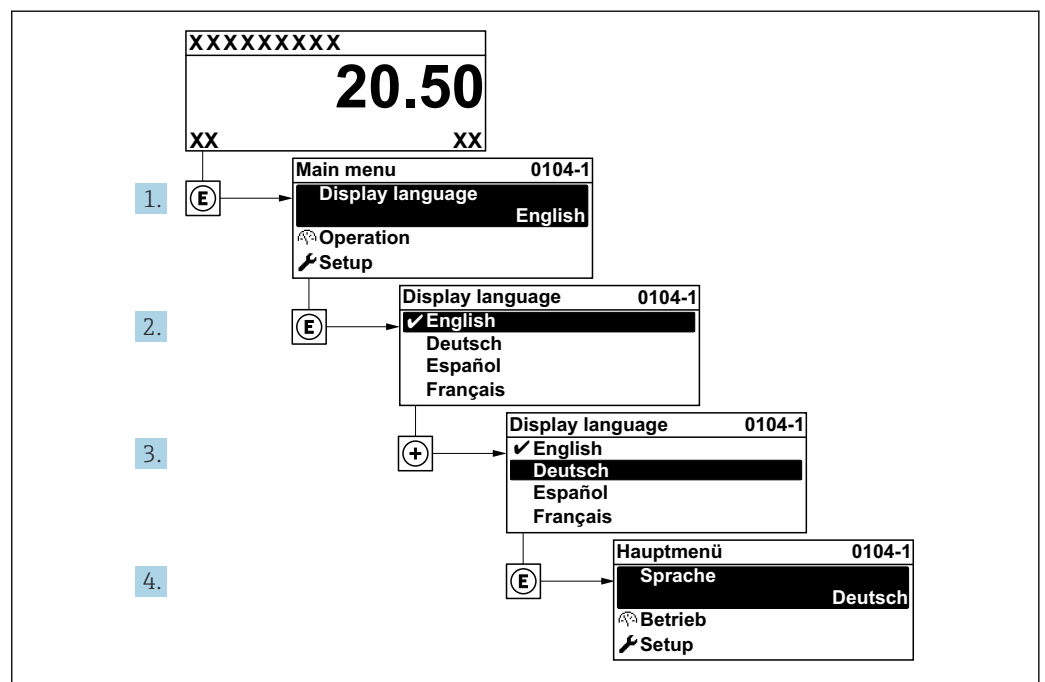 XXXXXXXXX
20.50
XX XX
1.
E
Main menu 0104-1
Display language
English
Operation
Setup
2.
E
Display language 0104-1
✔English
Deutsch
Español
Français
3.
+
Display language 0104-1
✔English
Deutsch
Español
Français
4.
E
Hauptmenü 0104-1
Sprache
Deutsch
Betrieb
Setup